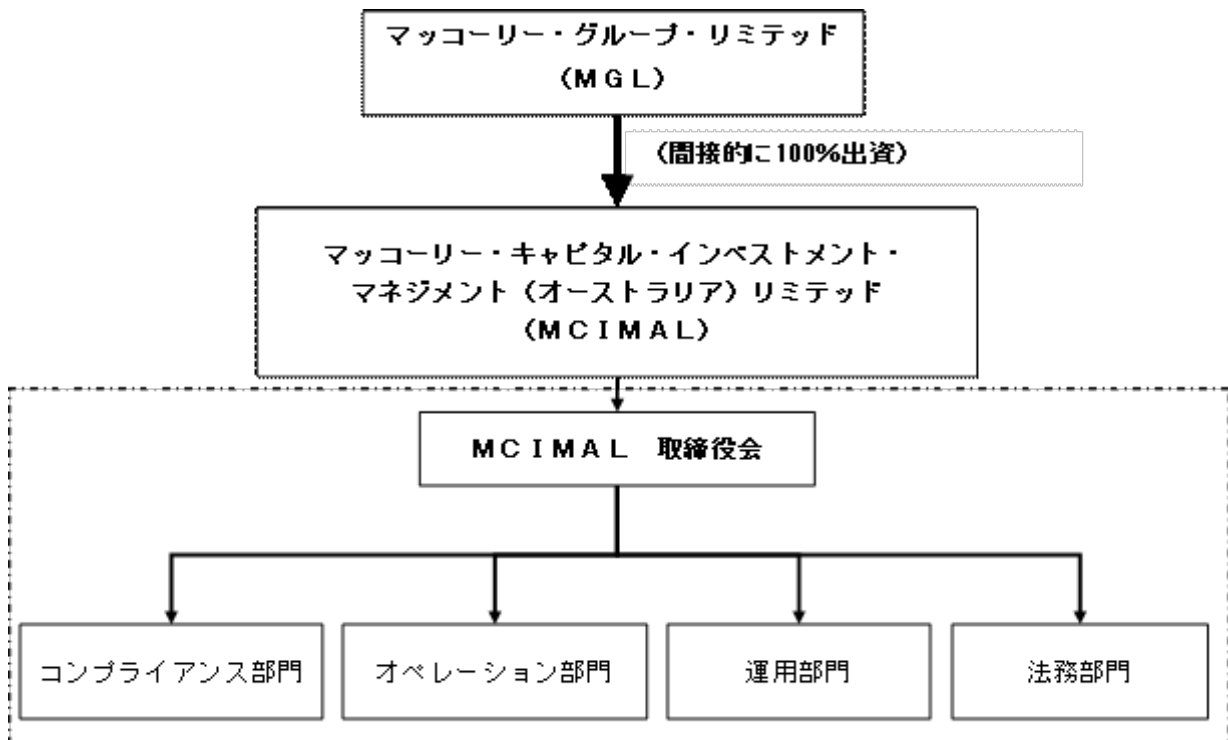 マッコーリー・グループ・リミテッド
（ＭＧＬ）
（間接的に100%出資）
マッコーリー・キャピタル・インベストメント・
マネジメント（オーストラリア）リミテッド
（ＭＣＩＭＡＬ）
ＭＣＩＭＡＬ　取締役会
コンプライアンス部門
オペレーション部門
運用部門
法務部門